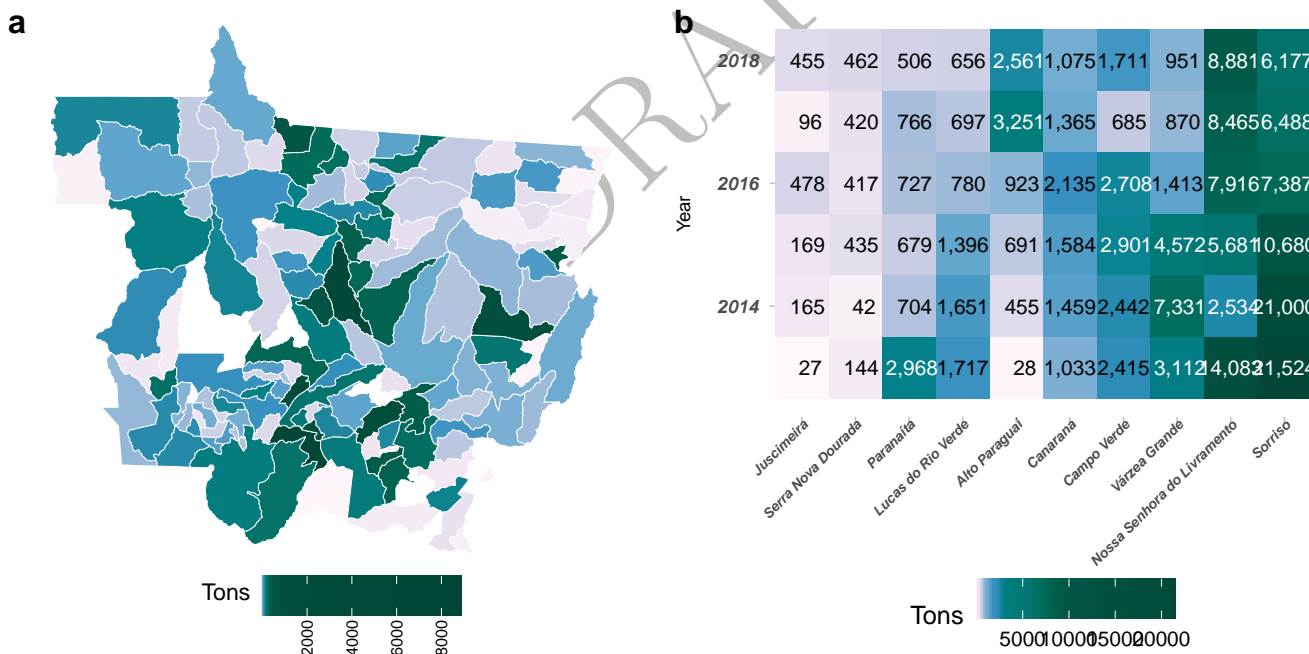 a
Tons
2000
4000
6000
8000
b
Year
2018 455 462 506 656 2,561 1,075 1,711 951 8,881 6,177
96 420 766 697 3,251 1,365 685 870 8,465 6,488
2016 478 417 727 780 923 2,135 2,708 1,413 7,916 7,387
169 435 679 1,396 691 1,584 2,901 4,572 5,681 10,680
2014 165 42 704 1,651 455 1,459 2,442 7,331 2,534 21,000
27 144 2,968 1,717 28 1,033 2,415 3,112 21,524
Juscimeira
Serra Nova Dourada
Paranaíta
Lucas do Rio Verde
Alto Paraguai
Canarana
Campo Verde
Várzea Grande
Nossa Senhora do Livramento
Sorriso
Tons
5000 10000 15000 20000
DRA